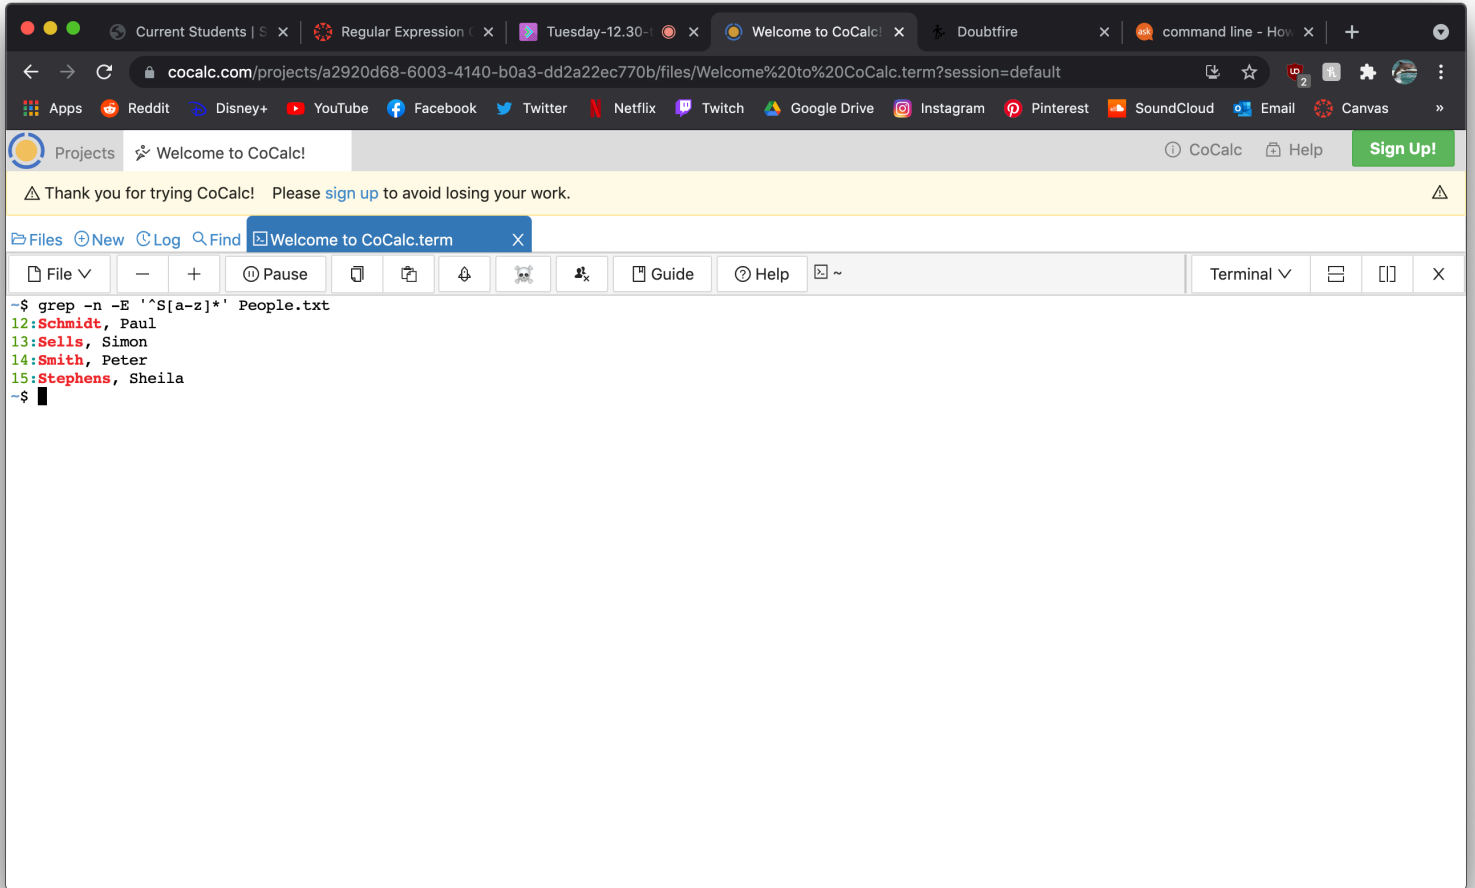 Current Students | S
Regular Expression
Tuesday-12.30-
Welcome to CoCalc!
Doubtfire
command line - How
cocalc.com/projects/a2920d68-6003-4140-b0a3-dd2a22ec770b/files/Welcome%20to%20CoCalc.term?session=default
2
Apps Reddit Disney+ YouTube Facebook Twitter Netflix Twitch Google Drive Instagram Pinterest SoundCloud Email Canvas »
Projects Welcome to CoCalc! CoCalc Help Sign Up!
Thank you for trying CoCalc! Please sign up to avoid losing your work.
Files New Log Find Welcome to CoCalc.term
File Pause Guide Help ~ Terminal
~$ grep -n -E '^S[a-z]*' People.txt
12:Schmidt, Paul
13:Sells, Simon
14:Smith, Peter
15:Stephens, Sheila
~$